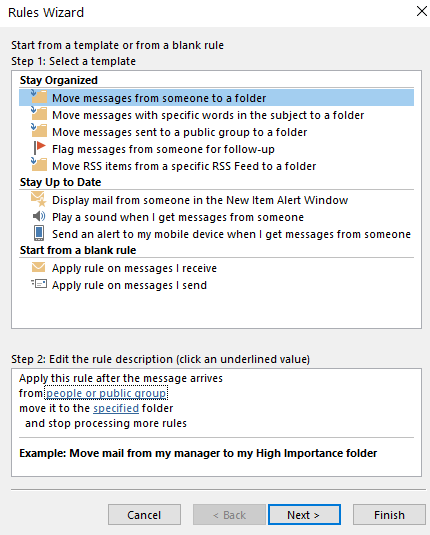 Rules Wizard
Start from a template or from a blank rule
Step 1: Select a template
Stay Organized
Move messages from someone to a folder
Move messages with specific words in the subject to a folder
Move messages sent to a public group to a folder
Flag messages from someone for follow-up
Move RSS items from a specific RSS Feed to a folder
Stay Up to Date
Display mail from someone in the New Item Alert Window
Play a sound when I get messages from someone
Send an alert to my mobile device when I get messages from someone
Start from a blank rule
Apply rule on messages I receive
Apply rule on messages I send
Step 2: Edit the rule description (click an underlined value)
Apply this rule after the message arrives
from people or public group
move it to the specified folder
and stop processing more rules
Example: Move mail from my manager to my High Importance folder
Cancel < Back Next > Finish